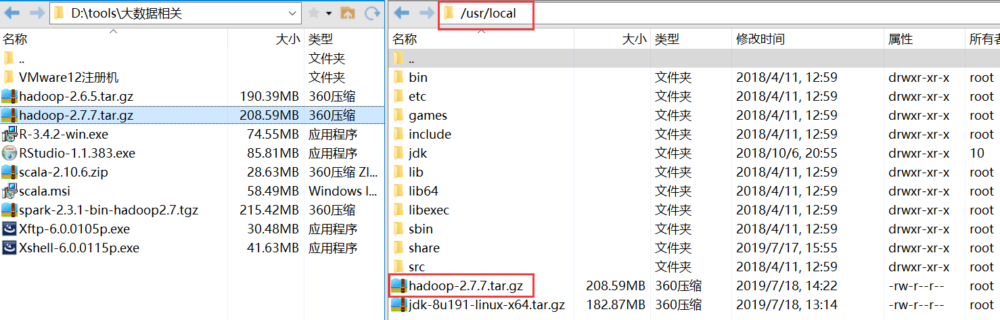 D:\tools\大数据相关
名称 大小 类型
.. 文件夹
VMware12注册机 文件夹
hadoop-2.6.5.tar.gz 190.39MB 360压缩
hadoop-2.7.7.tar.gz 208.59MB 360压缩
R-3.4.2-win.exe 74.55MB 应用程序
RStudio-1.1.383.exe 85.81MB 应用程序
scala-2.10.6.zip 28.63MB 360压缩 ZI...
scala.msi 58.49MB Windows I...
spark-2.3.1-bin-hadoop2.7.tgz 215.42MB 360压缩
Xftp-6.0.0105p.exe 30.48MB 应用程序
Xshell-6.0.0115p.exe 41.63MB 应用程序
/usr/local
名称 大小 类型 修改时间 属性 所有者
..
bin 文件夹 2018/4/11, 12:59 drwxr-xr-x root
etc 文件夹 2018/4/11, 12:59 drwxr-xr-x root
games 文件夹 2018/4/11, 12:59 drwxr-xr-x root
include 文件夹 2018/4/11, 12:59 drwxr-xr-x root
jdk 文件夹 2018/10/6, 20:55 drwxr-xr-x 10
lib 文件夹 2018/4/11, 12:59 drwxr-xr-x root
lib64 文件夹 2018/4/11, 12:59 drwxr-xr-x root
libexec 文件夹 2018/4/11, 12:59 drwxr-xr-x root
sbin 文件夹 2018/4/11, 12:59 drwxr-xr-x root
share 文件夹 2019/7/17, 15:55 drwxr-xr-x root
src 文件夹 2018/4/11, 12:59 drwxr-xr-x root
hadoop-2.7.7.tar.gz 208.59MB 360压缩 2019/7/18, 14:22 -rw-r--r-- root
jdk-8u191-linux-x64.tar.gz 182.87MB 360压缩 2019/7/18, 13:14 -rw-r--r-- root